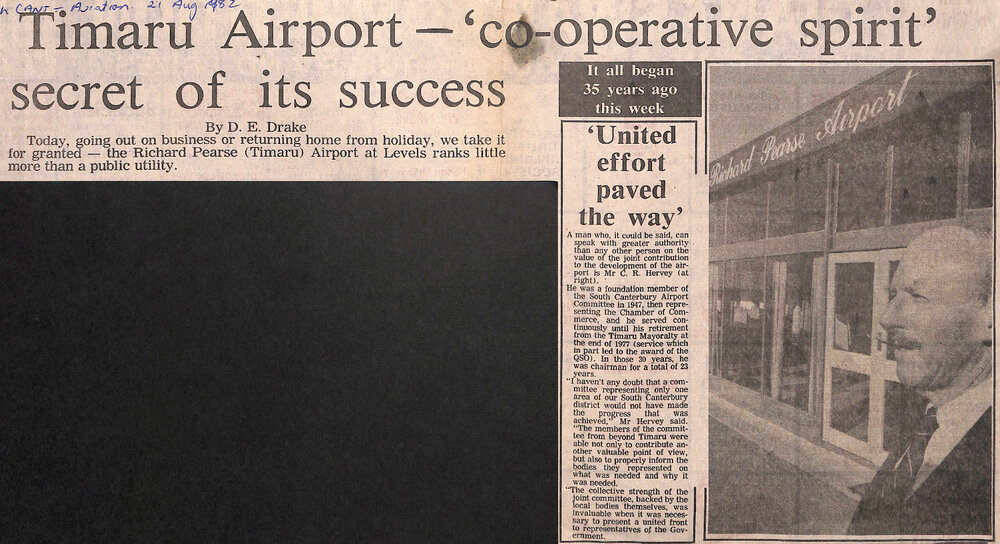 CANT - Aviation. 21 Aug 1982
Timaru Airport — ‘co-operative spirit’
secret of its success
By D. E. Drake
Today, going out on business or returning home from holiday, we take it
for granted — the Richard Pearse (Timaru) Airport at Levels ranks little
more than a public utility.
It all began
35 years ago
this week
‘United
effort
paved
the way’
A man who, it could be said, can
speak with greater authority
than any other person on the
value of the joint contribution
to the development of the air-
port is Mr C. R. Hervey (at
right).
He was a foundation member of
the South Canterbury Airport
Committee in 1947, then repre-
senting the Chamber of Com-
merce, and he served con-
tinuously until his retirement
from the Timaru Mayoralty at
the end of 1977 (service which
in part led to the award of the
QSO). In those 30 years, he
was chairman for a total of 23
years.
"I haven't any doubt that a com-
mittee representing only one
area of our South Canterbury
district would not have made
the progress that was
achieved," Mr Hervey said.
"The members of the commit-
tee from beyond Timaru were
able not only to contribute an-
other valuable point of view,
but also to properly inform the
bodies they represented on
what was needed and why it
was needed.
"The collective strength of the
joint committee, backed by the
local bodies themselves, was
invaluable when it was neces-
sary to present a united front
to representatives of the Gov-
ernment.
Richard Pearse Airport